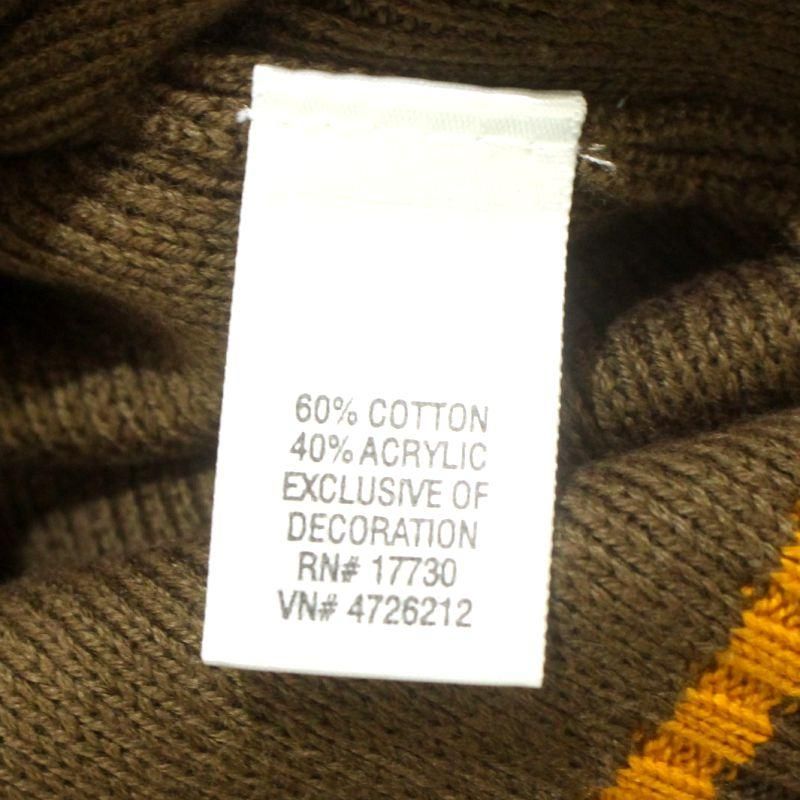 60% COTTON
40% ACRYLIC
EXCLUSIVE OF
DECORATION
RN# 17730
VN# 4726212